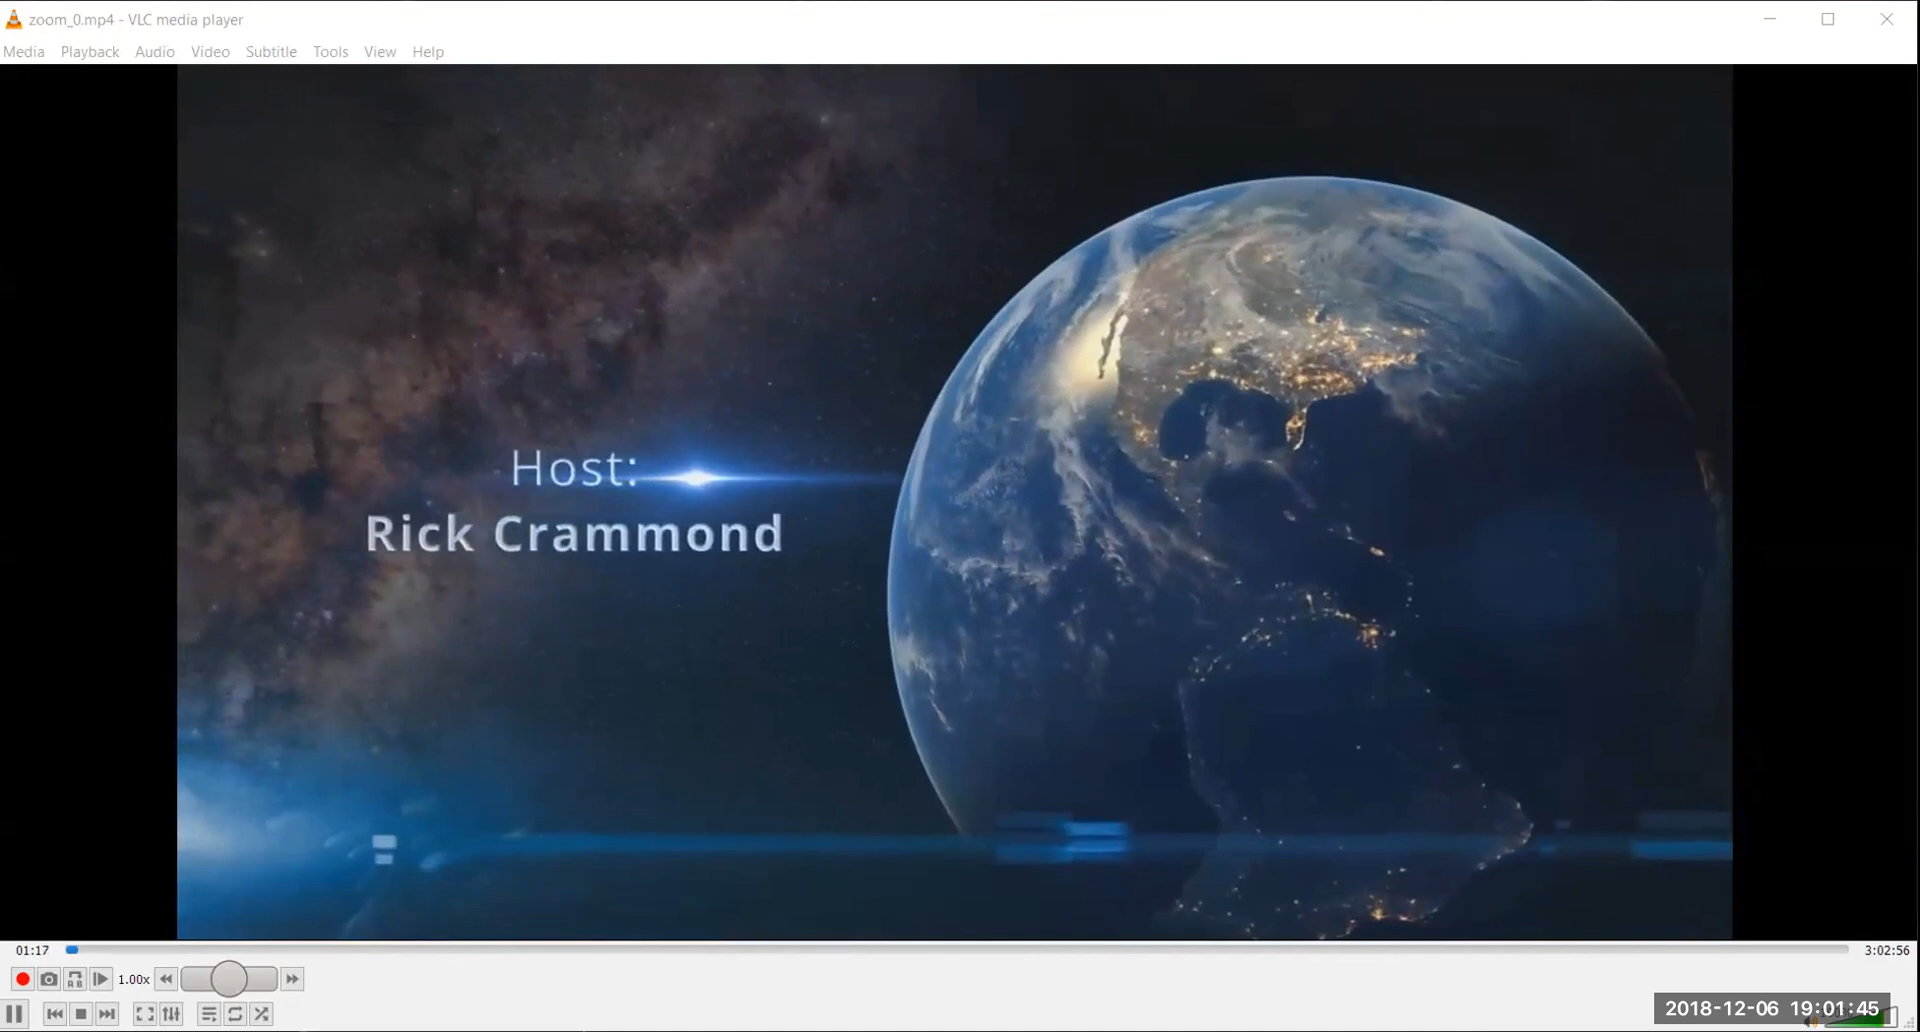 zoom_0.mp4 - VLC media player
Media Playback Audio Video Subtitle Tools View Help
Host:
Rick Crammond
01:17
3:02:56
1.00x
2018-12-06 19:01:45